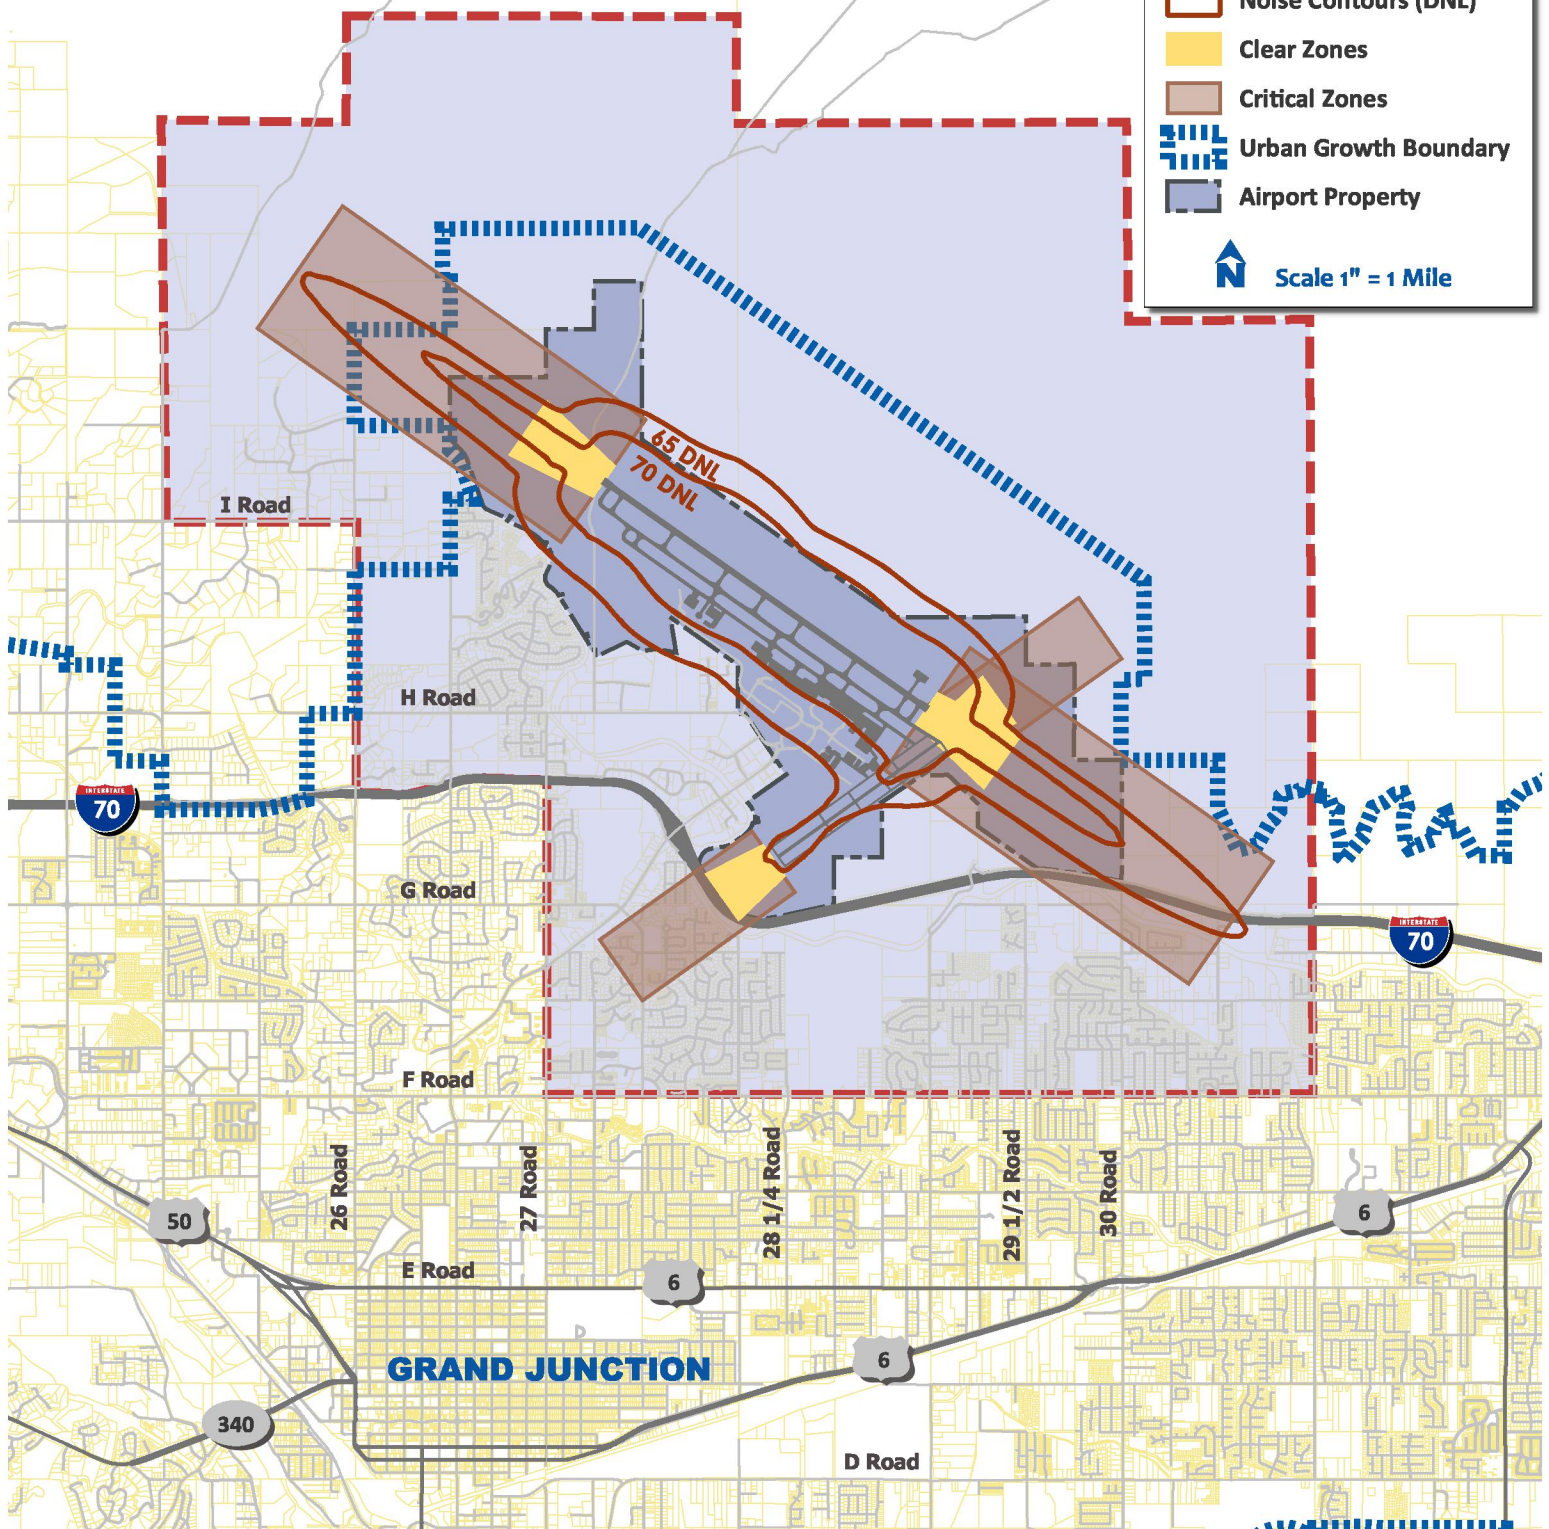 Noise Contours (DNL)
Clear Zones
Critical Zones
Urban Growth Boundary
Airport Property
N
Scale 1" = 1 Mile
65 DNL
70 DNL
I Road
H Road
INTERSTATE
70
G Road
INTERSTATE
70
F Road
26 Road
27 Road
28 1/4 Road
29 1/2 Road
30 Road
50
6
E Road
6
6
GRAND JUNCTION
340
D Road